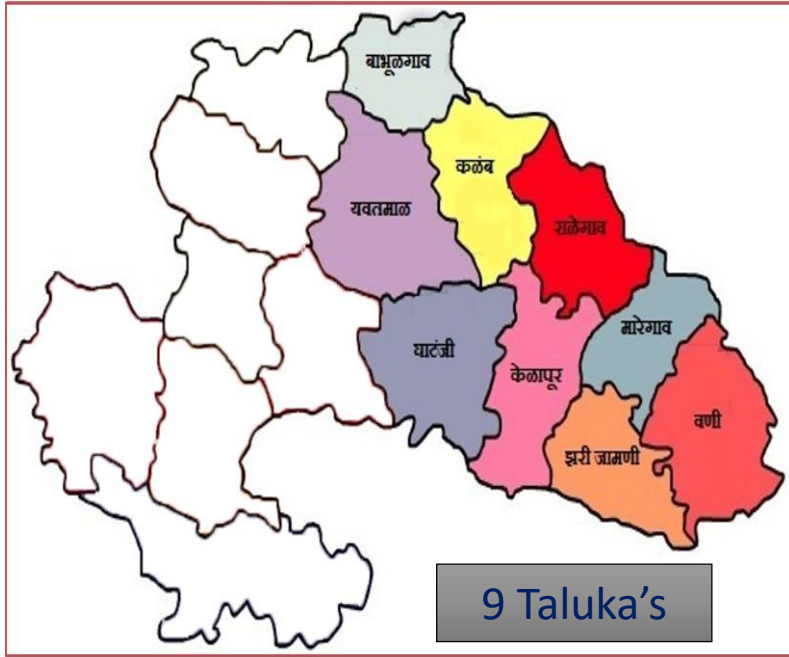 बाभूळगाव
कळंब
यवतमाळ
राळेगाव
मारेगाव
घाटंजी
केळापूर
वणी
झरी जामणी
9 Taluka’s